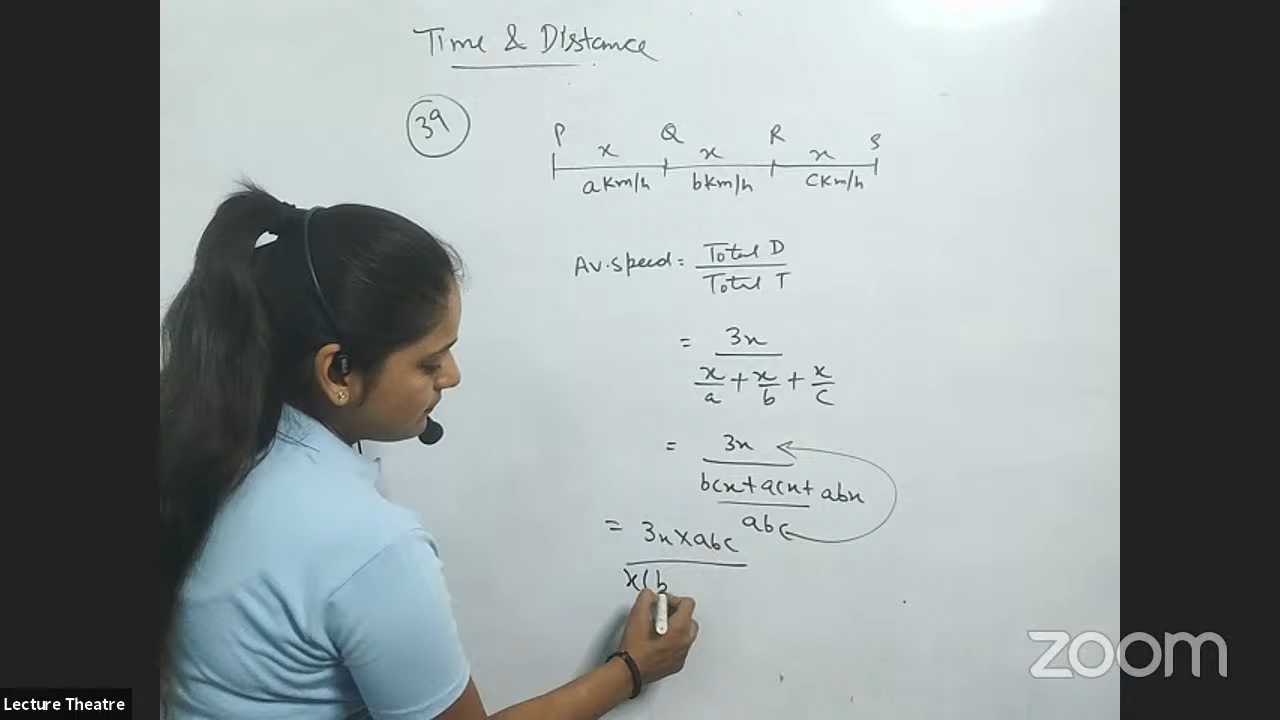 Time & Distance
39
P Q R S
x x x
a km/h b km/h c km/h
Av. speed = Total D
Total T
= 3x
x/a + x/b + x/c
= 3x
bcx + acx + abx
abc
= 3x × abc
x(b
zoom
Lecture Theatre